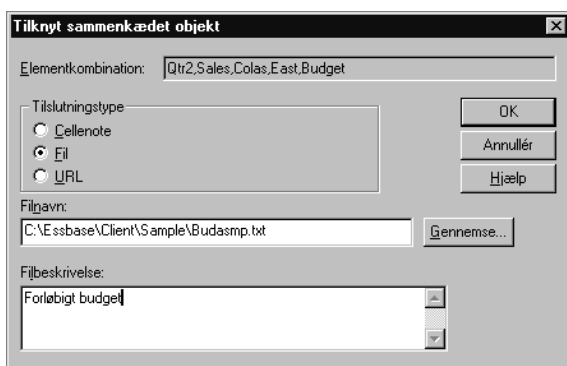 Tilknyt sammenkædet objekt
Elementkombination: Qtr2,Sales,Colas,East,Budget
Tilslutningstype
Cellenote
Fil
URL
OK
Annullér
Hjælp
Filnavn:
C:\Essbase\Client\Sample\Budasmp.txt
Gennemse...
Filbeskrivelse:
Forløbigt budget